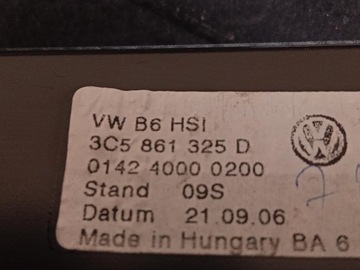 VW B6 HSI
3C5 861 325 D
0142 4000 0200
Stand 09S
Datum 21.09.06
Made in Hungary BA 6